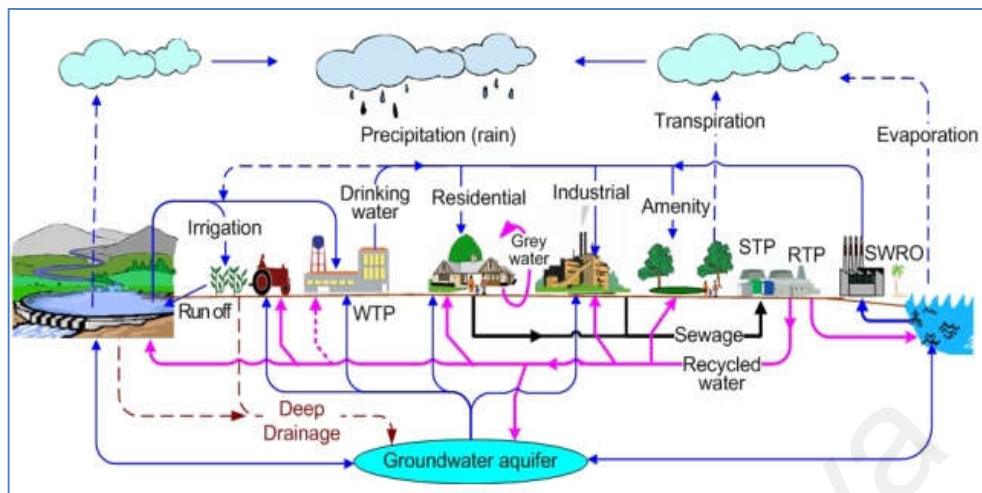 Precipitation (rain)
Transpiration
Evaporation
Drinking
water
Residential
Industrial
Amenity
Irrigation
Grey
water
STP
RTP
SWRO
Run off
WTP
Sewage
Recycled
water
Deep
Drainage
Groundwater aquifer